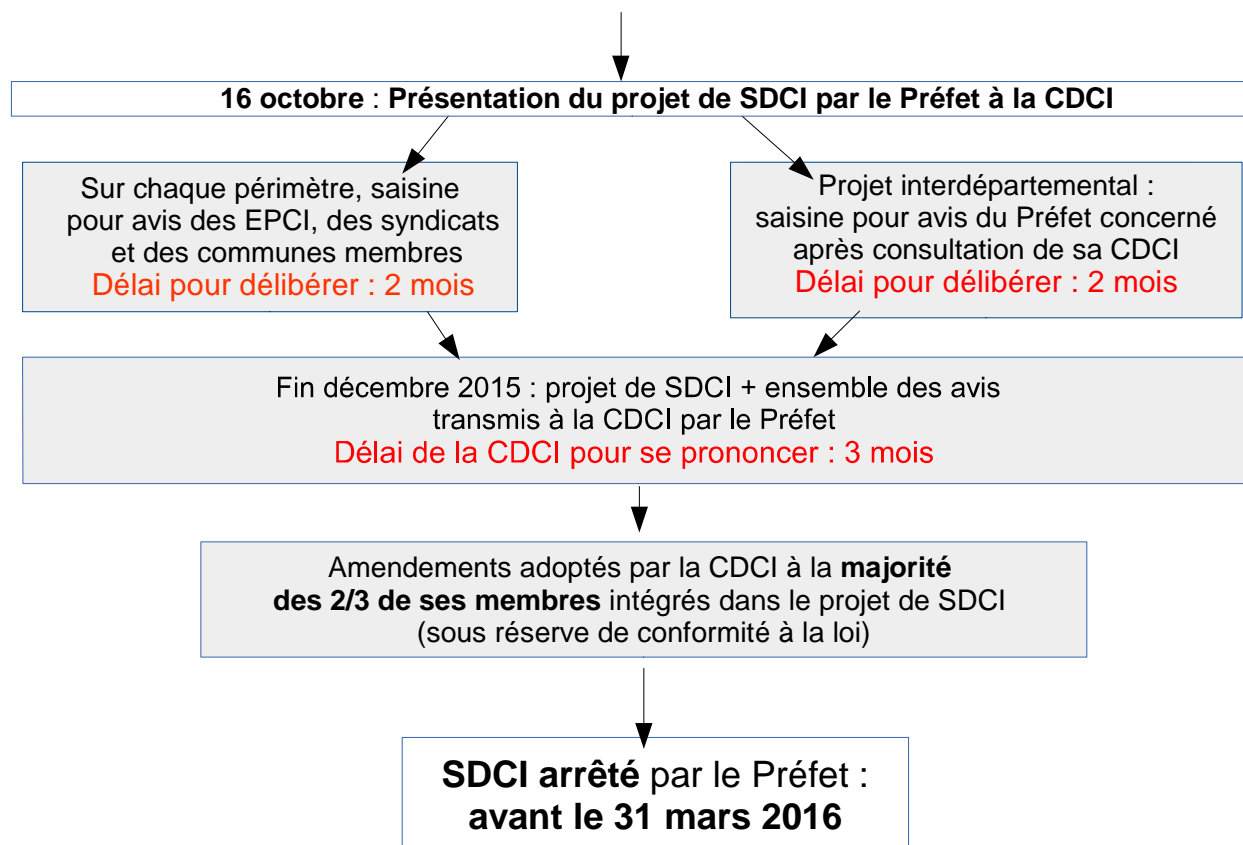 16 octobre : Présentation du projet de SDCI par le Préfet à la CDCI
Sur chaque périmètre, saisine
pour avis des EPCI, des syndicats
et des communes membres
Délai pour délibérer : 2 mois
Projet interdépartemental :
saisine pour avis du Préfet concerné
après consultation de sa CDCI
Délai pour délibérer : 2 mois
Fin décembre 2015 : projet de SDCI + ensemble des avis
transmis à la CDCI par le Préfet
Délai de la CDCI pour se prononcer : 3 mois
Amendements adoptés par la CDCI à la majorité
des 2/3 de ses membres intégrés dans le projet de SDCI
(sous réserve de conformité à la loi)
SDCI arrêté par le Préfet :
avant le 31 mars 2016